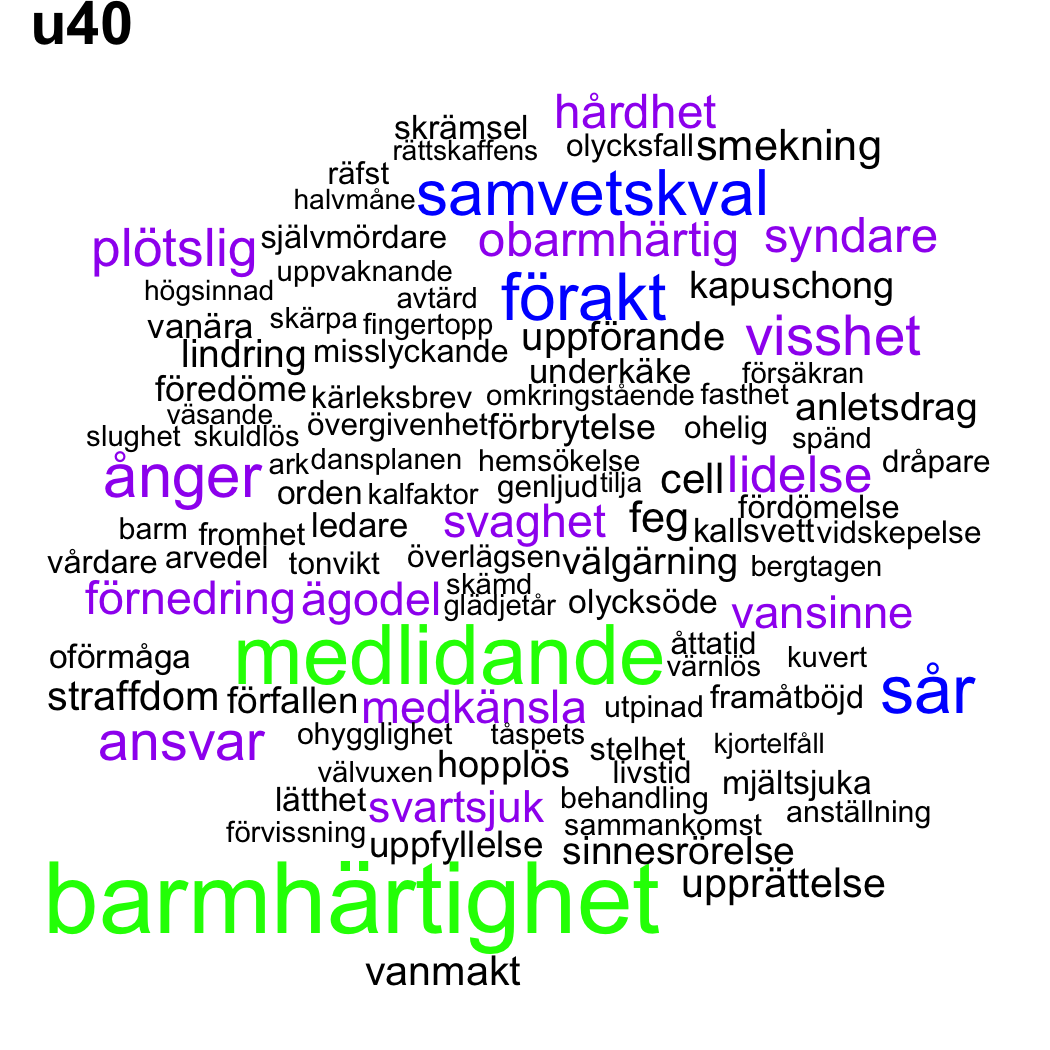 u40
hårdhet
skrämsel
rättskaffens olycksfall smekning
räfst
halvmåne samvetskval
plötslig självmördare obarmhärtig syndare
uppvaknande
högsinnad avtärd förakt kapuschong
vanära skärpa fingertopp uppförande visshet
lindring misslyckande
underkäke försäkran
föredöme kärleksbrev omkringstående fasthet anletsdrag
väsande
slughet skuldlös övergivenhet förbrytelse ohelig spänd
ånger ark dansplanen hemsökelse cell lidelse dråpare
orden kalfaktor genljud tilja
fördömelse
barm fromhet ledare svaghet feg kallsvett vidskepelse
vårdare arvedel tonvikt överlägsen välgärning bergtagen
skämd
förnedring ägodel glädjetår olycksöde vansinne
oförmåga medlidande åttatid kuvert
värnlös
straffdom förfallen medkänsla utpinad framåtböjd sår
ansvar ohygglighet tåspets stelhet kjortelfåll
välvuxen hopplös livstid mjältsjuka
lätthet svartsjuk behandling anställning
förvissning uppfyllelse sammankomst
sinnesrörelse
barmhärtighet upprättelse
vanmakt